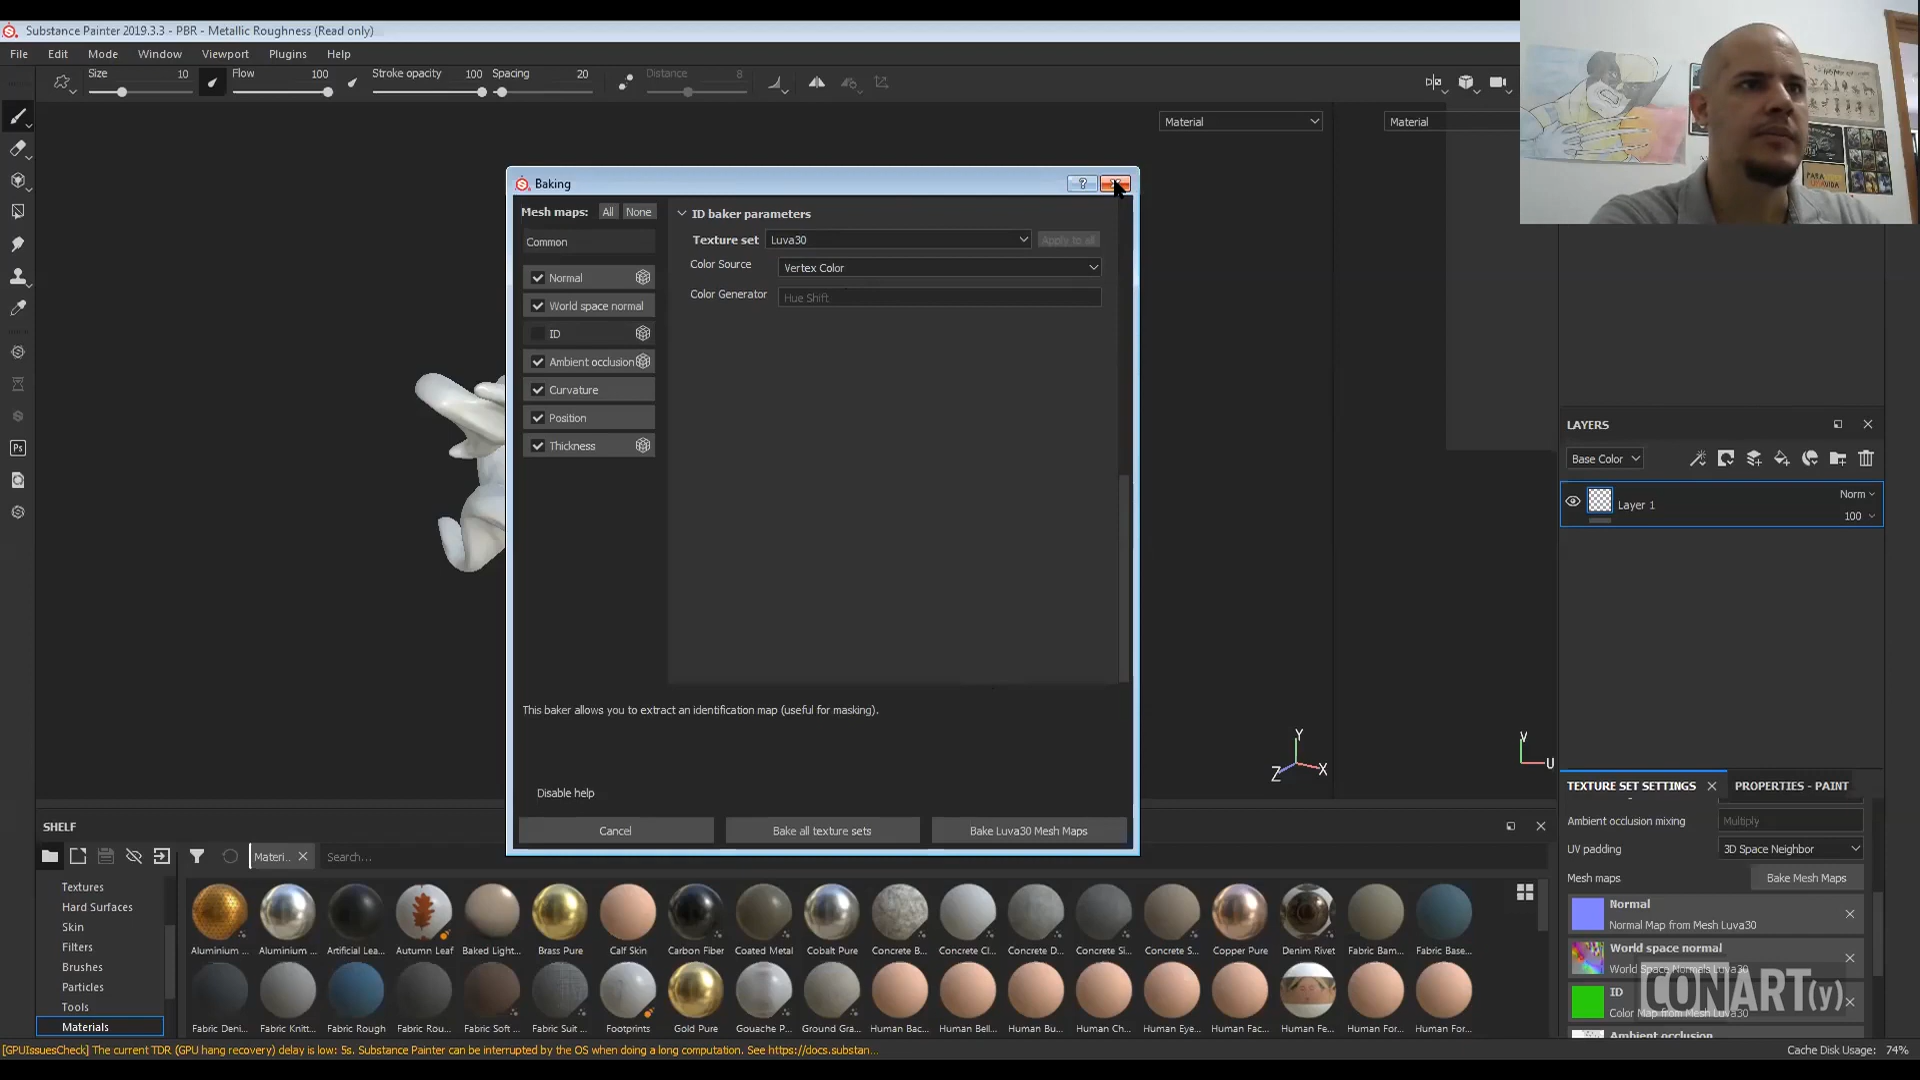 Substance Painter 2019.3.3 - PBR - Metallic Roughness (Read only)
File Edit Mode Window Viewport Plugins Help
Size 10 Flow 100 Stroke opacity 100 Spacing 20 Distance 8
Material
Material
Baking
Mesh maps: All None
Common
Normal
World space normal
ID
Ambient occlusion
Curvature
Position
Thickness
ID baker parameters
Texture set Luva30 Apply to all
Color Source Vertex Color
Color Generator Hue Shift
This baker allows you to extract an identification map (useful for masking).
Disable help
Cancel Bake all texture sets Bake Luva30 Mesh Maps
Y
Z X
V
U
PARA
VIDA
LAYERS
Base Color
Layer 1 Norm
100
TEXTURE SET SETTINGS PROPERTIES - PAINT
Ambient occlusion mixing Multiply
UV padding 3D Space Neighbor
Mesh maps Bake Mesh Maps
Normal
Normal Map from Mesh Luva30
World space normal
World Space Normals Luva30
ID
Color Map from Mesh Luva30
Ambient occlusion
CONART(y)
SHELF
Materi... Search...
Textures
Hard Surfaces
Skin
Filters
Brushes
Particles
Tools
Materials
Aluminium ... Aluminium ... Artificial Lea... Autumn Leaf Baked Light... Brass Pure Calf Skin Carbon Fiber Coated Metal Cobalt Pure Concrete B... Concrete Cl... Concrete D... Concrete Si... Concrete S... Copper Pure Denim Rivet Fabric Bam... Fabric Base...
Fabric Deni... Fabric Knitt... Fabric Rough Fabric Rou... Fabric Soft ... Fabric Suit ... Footprints Gold Pure Gouache P... Ground Gra... Human Bac... Human Bell... Human Bu... Human Ch... Human Eye... Human Fac... Human Fe... Human For... Human For...
[GPUIssuesCheck] The current TDR (GPU hang recovery) delay is low: 5s. Substance Painter can be interrupted by the OS when doing a long computation. See https://docs.substan...
Cache Disk Usage: 74%
Ps